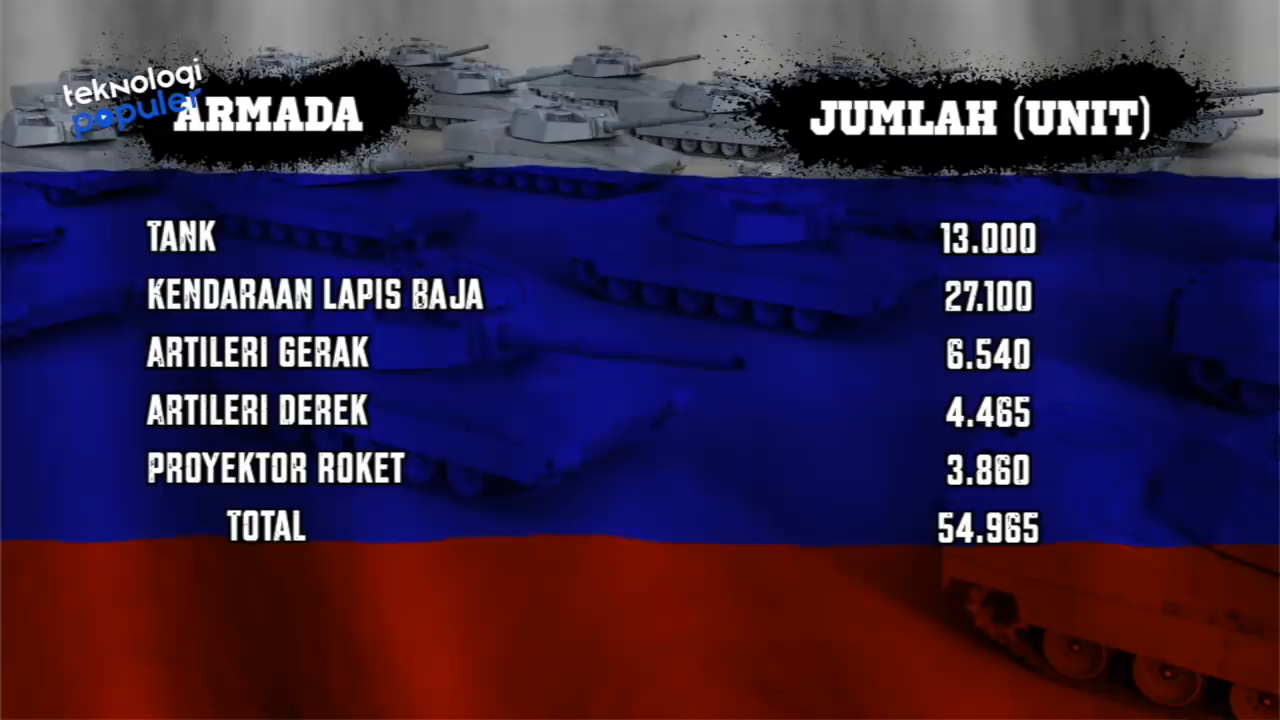 teknologi
populer
ARMADA JUMLAH (UNIT)
TANK 13.000
KENDARAAN LAPIS BAJA 27.100
ARTILERI GERAK 6.540
ARTILERI DEREK 4.465
PROYEKTOR ROKET 3.860
TOTAL 54.965